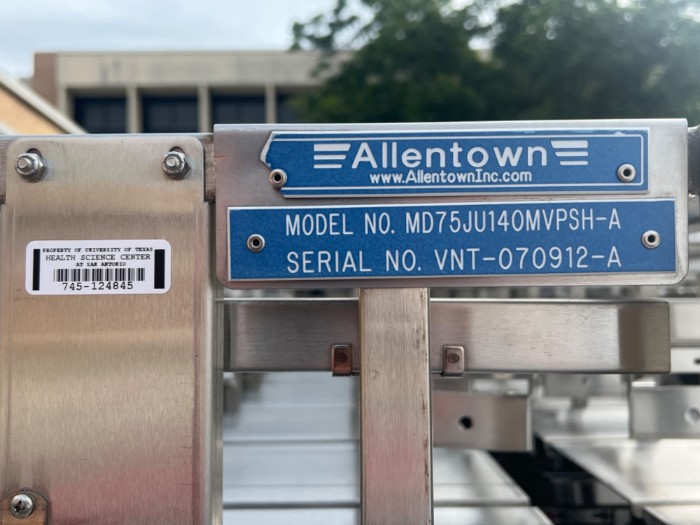 Allentown
www.AllentownInc.com
MODEL NO. MD75JU140MVPSH-A
SERIAL NO. VNT-070912-A
PROPERTY OF UNIVERSITY OF TEXAS
HEALTH SCIENCE CENTER
AT SAN ANTONIO
745-124845